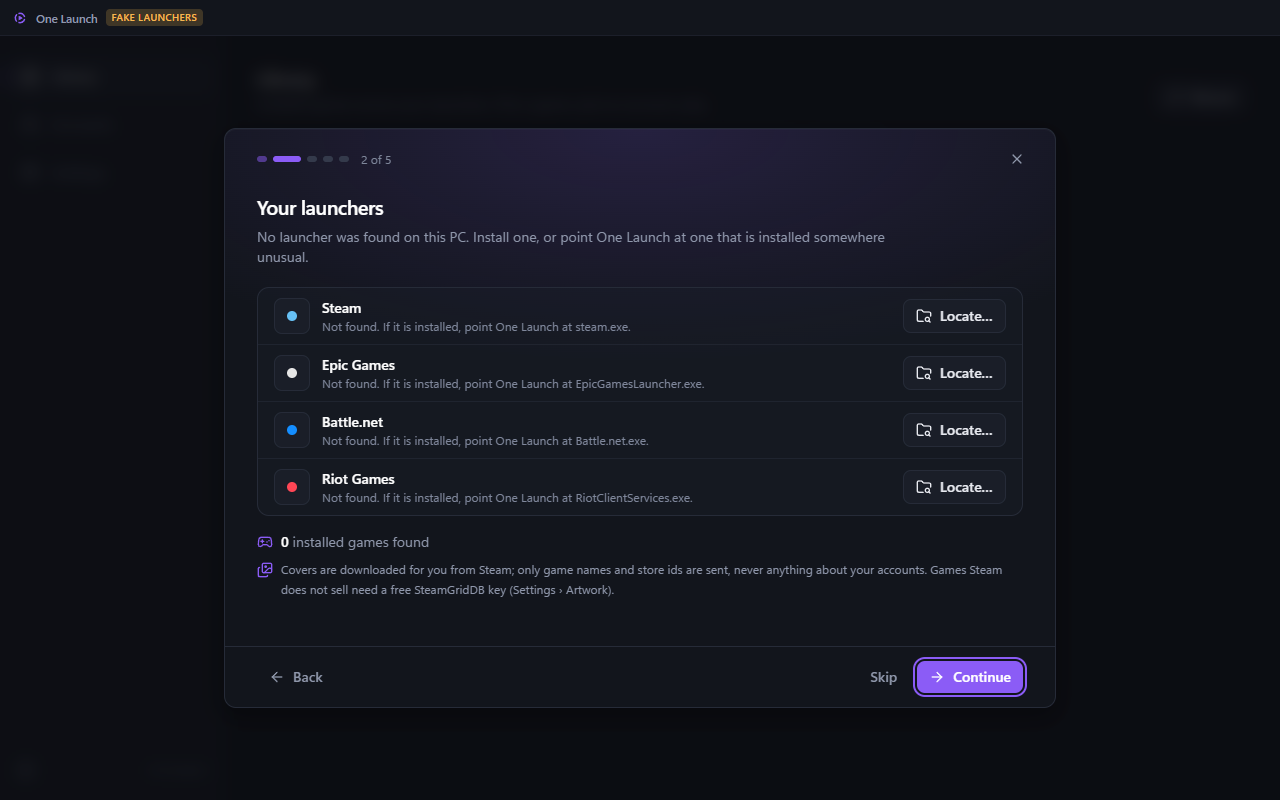 One Launch FAKE LAUNCHERS
2 of 5
Your launchers
No launcher was found on this PC. Install one, or point One Launch at one that is installed somewhere
unusual.
Steam
Not found. If it is installed, point One Launch at steam.exe.
Locate...
Epic Games
Not found. If it is installed, point One Launch at EpicGamesLauncher.exe.
Locate...
Battle.net
Not found. If it is installed, point One Launch at Battle.net.exe.
Locate...
Riot Games
Not found. If it is installed, point One Launch at RiotClientServices.exe.
Locate...
0 installed games found
Covers are downloaded for you from Steam; only game names and store ids are sent, never anything about your accounts. Games Steam
does not sell need a free SteamGridDB key (Settings › Artwork).
Back
Skip
Continue